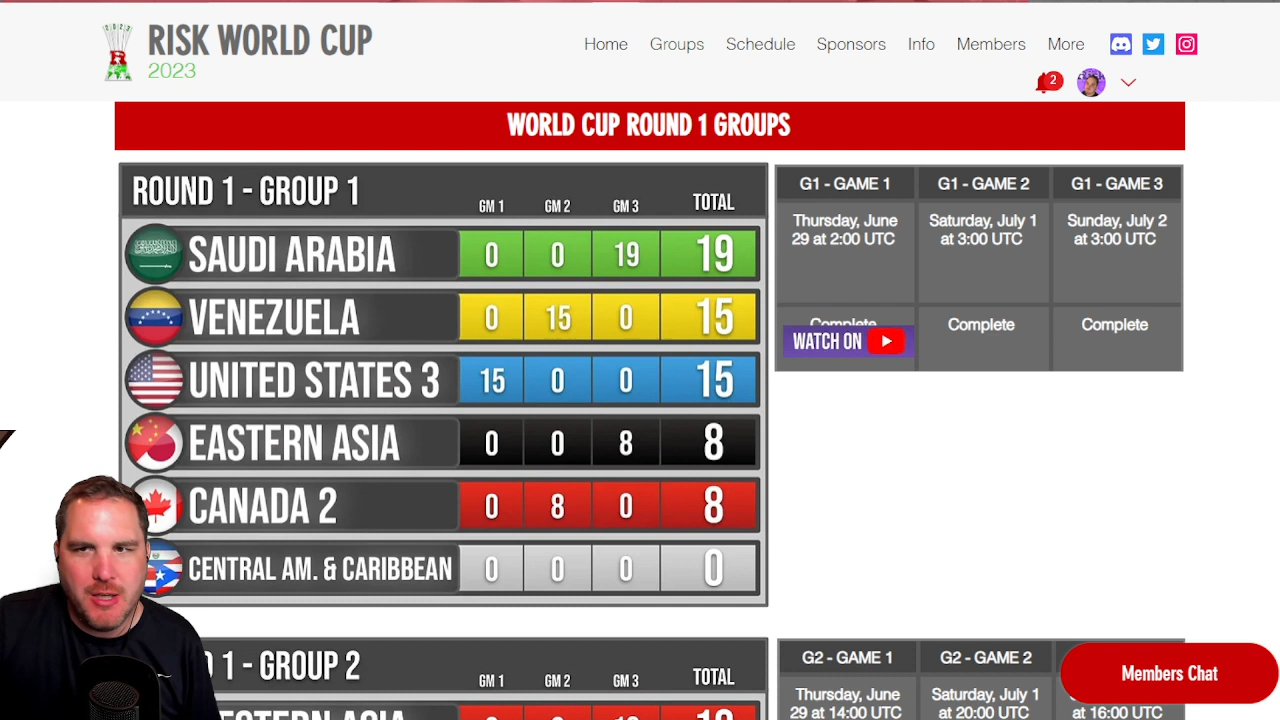 2023
RISK WORLD CUP
2023
Home Groups Schedule Sponsors Info Members More
2
WORLD CUP ROUND 1 GROUPS
ROUND 1 - GROUP 1 GM 1 GM 2 GM 3 TOTAL
SAUDI ARABIA 0 0 19 19
VENEZUELA 0 15 0 15
UNITED STATES 3 15 0 0 15
EASTERN ASIA 0 0 8 8
CANADA 2 0 8 0 8
CENTRAL AM. & CARIBBEAN 0 0 0 0
G1 - GAME 1 G1 - GAME 2 G1 - GAME 3
Thursday, June Saturday, July 1 Sunday, July 2
29 at 2:00 UTC at 3:00 UTC at 3:00 UTC
Complete Complete Complete
WATCH ON
1 - GROUP 2 GM 1 GM 2 GM 3 TOTAL
ASIA
G2 - GAME 1 G2 - GAME 2
Thursday, June Saturday, July 1
29 at 14:00 UTC at 20:00 UTC at 16:00 UTC
Members Chat